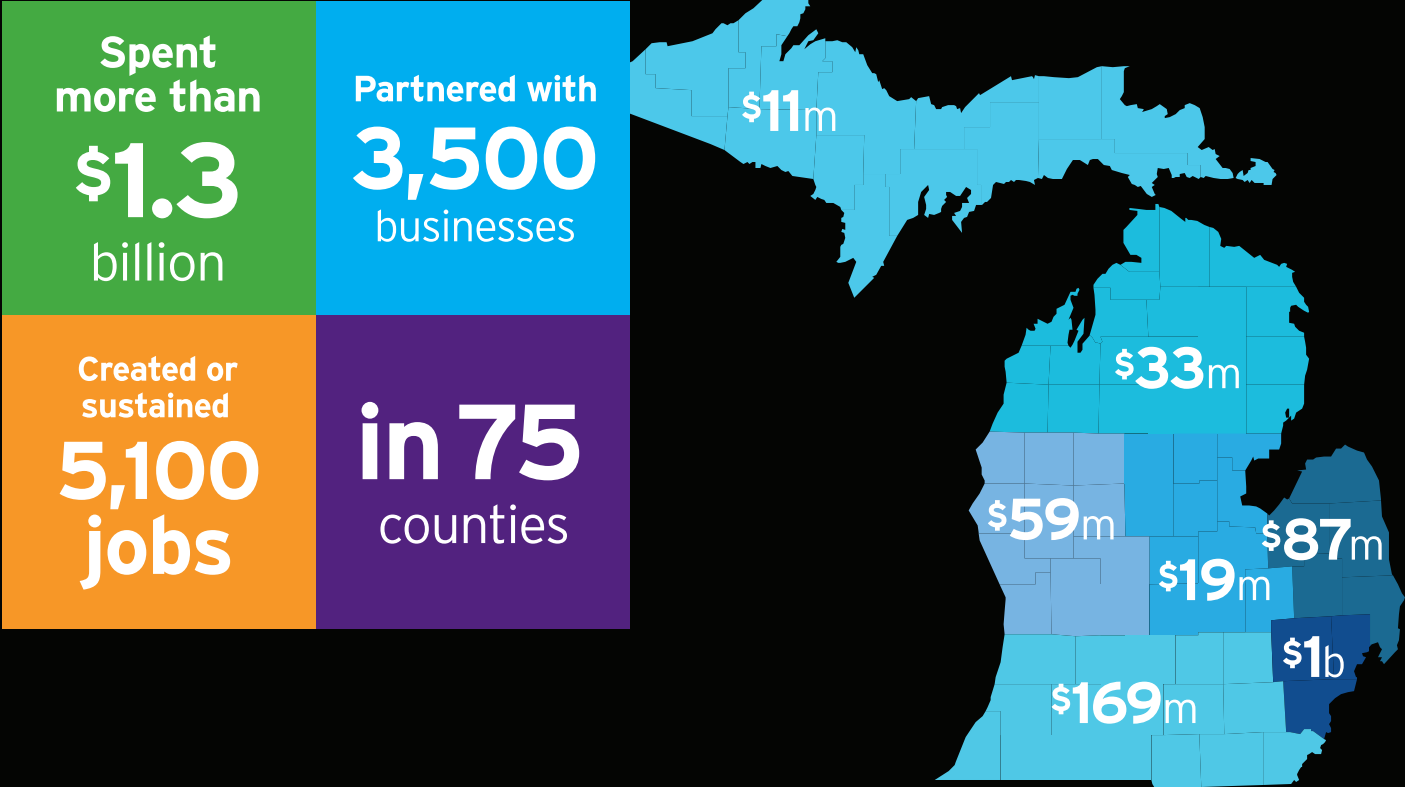 Spent
more than
$1.3
billion
Partnered with
3,500
businesses
Created or
sustained
5,100
jobs
in 75
counties
$11m
$33m
$59m
$87m
$19m
$1b
$169m